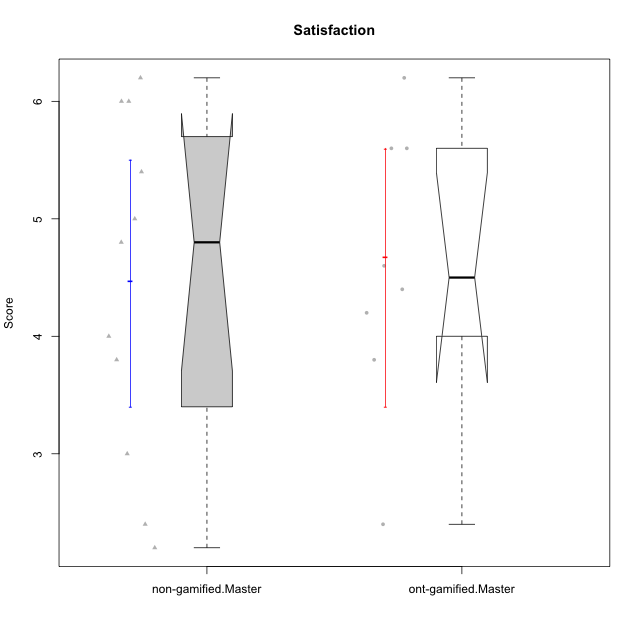 Satisfaction
Score
6
5
4
3
non-gamified.Master
ont-gamified.Master